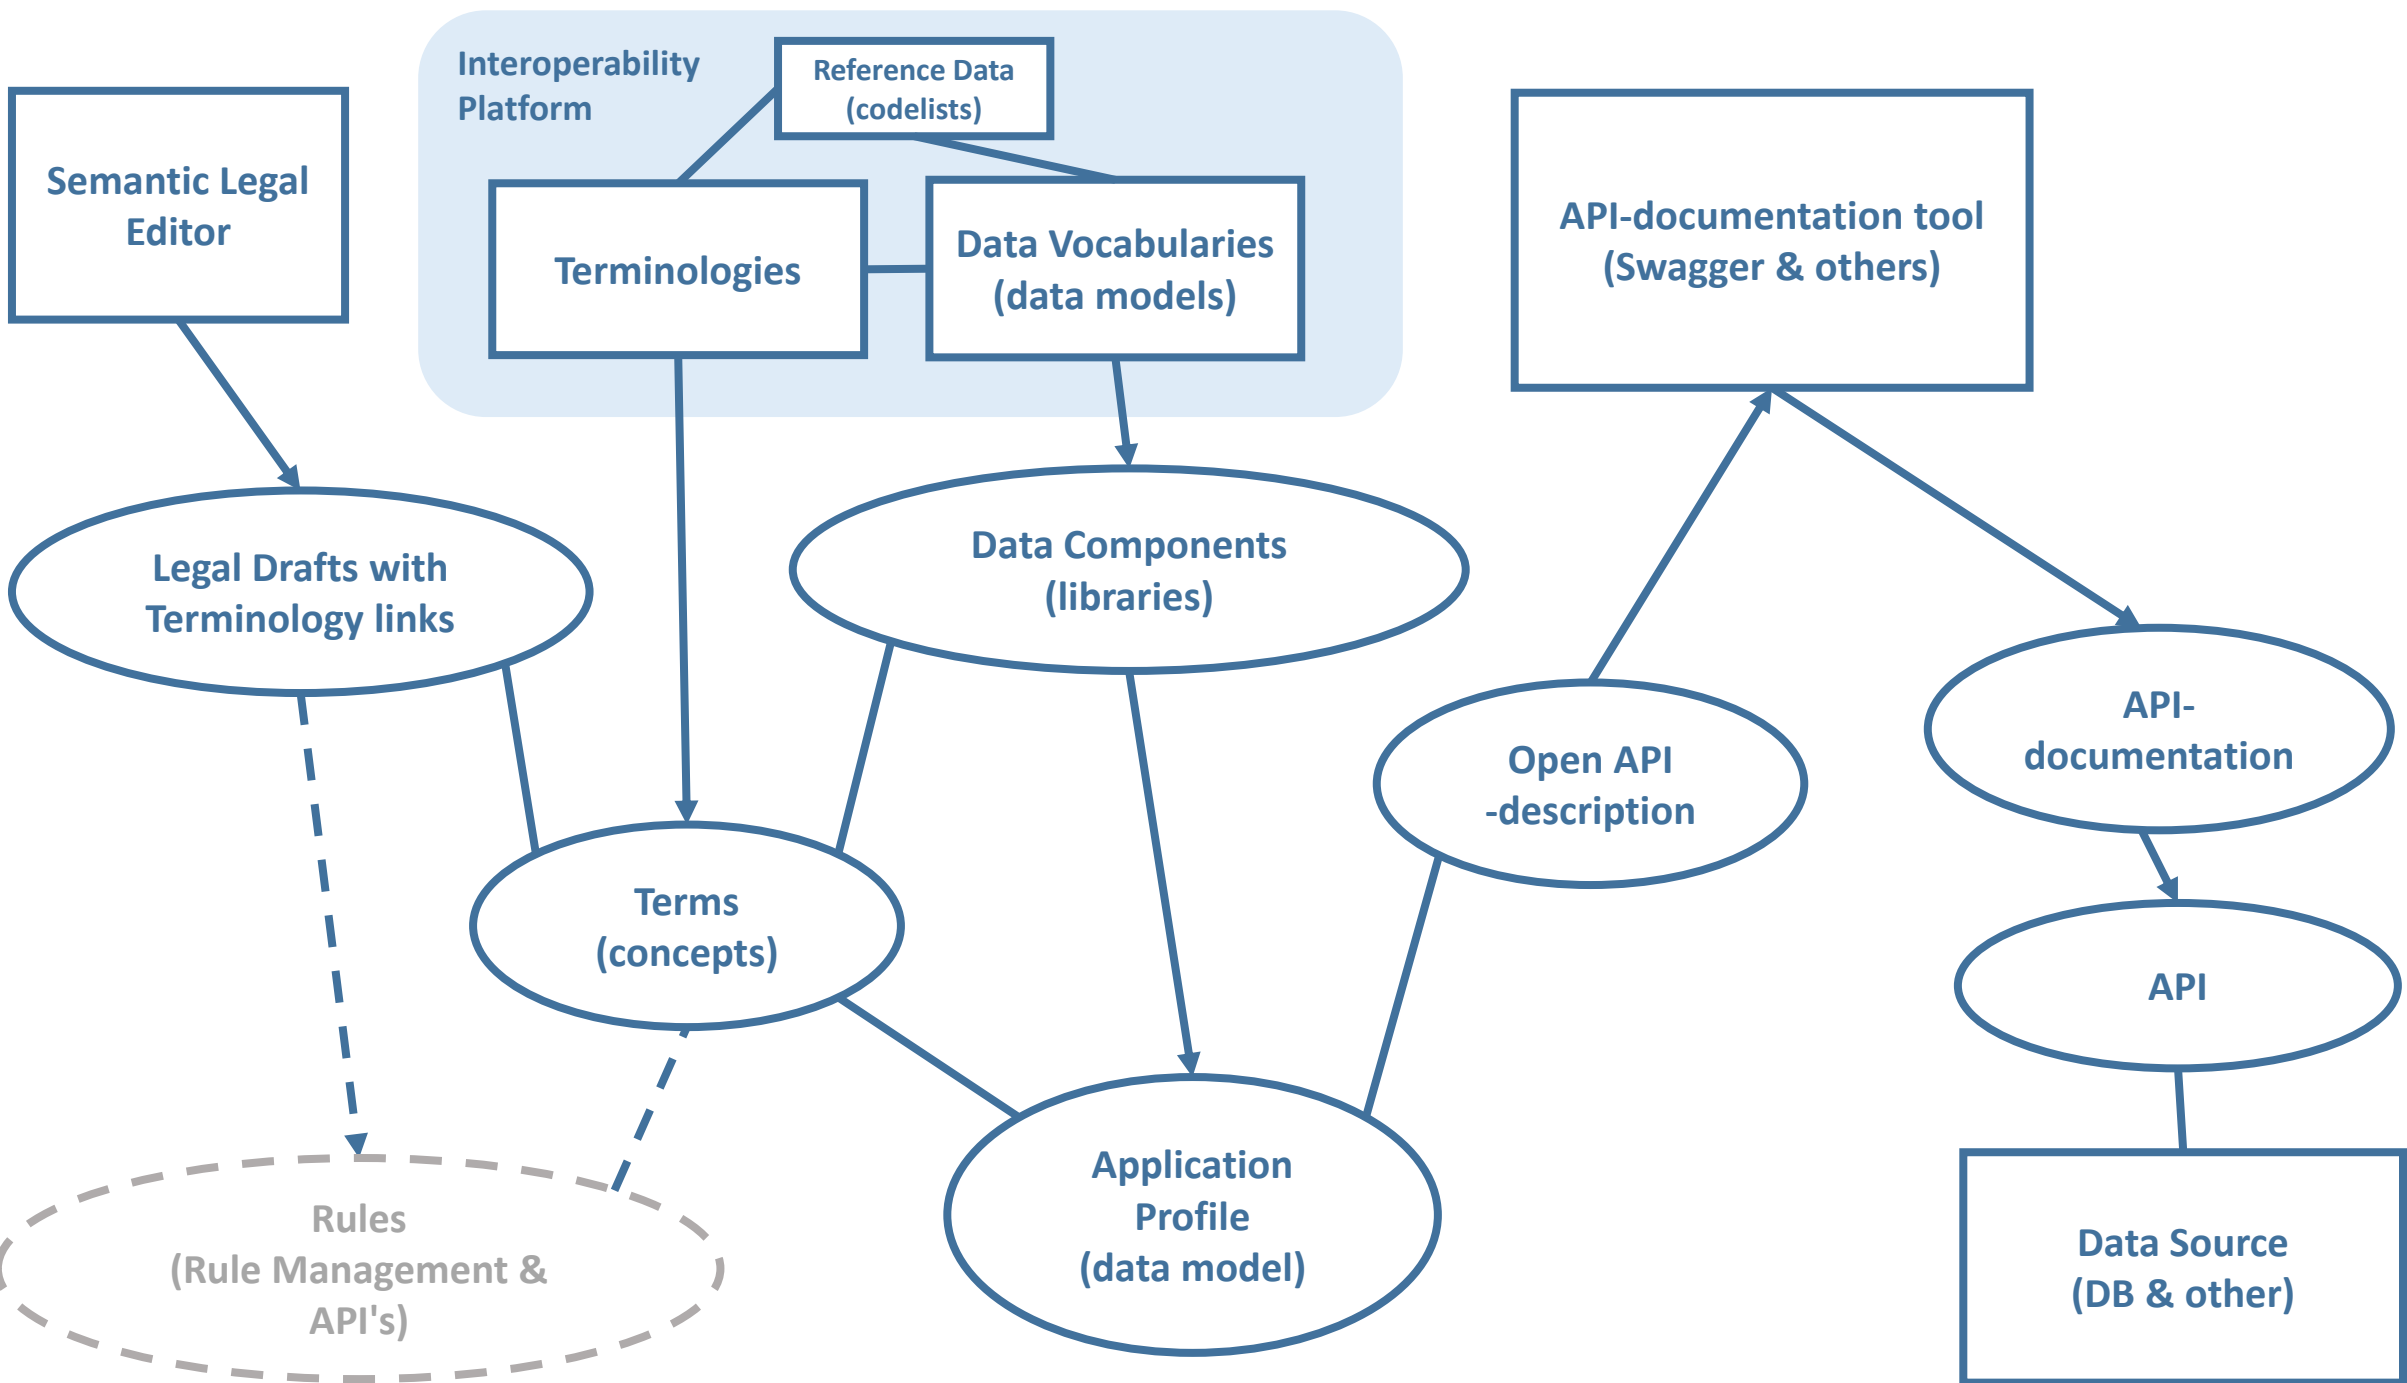 Interoperability
Platform
Reference Data
(codelists)
Semantic Legal
Editor
Terminologies
Data Vocabularies
(data models)
API-documentation tool
(Swagger & others)
Legal Drafts with
Terminology links
Data Components
(libraries)
Open API
-description
API-
documentation
Terms
(concepts)
API
Rules
(Rule Management &
API's)
Application
Profile
(data model)
Data Source
(DB & other)